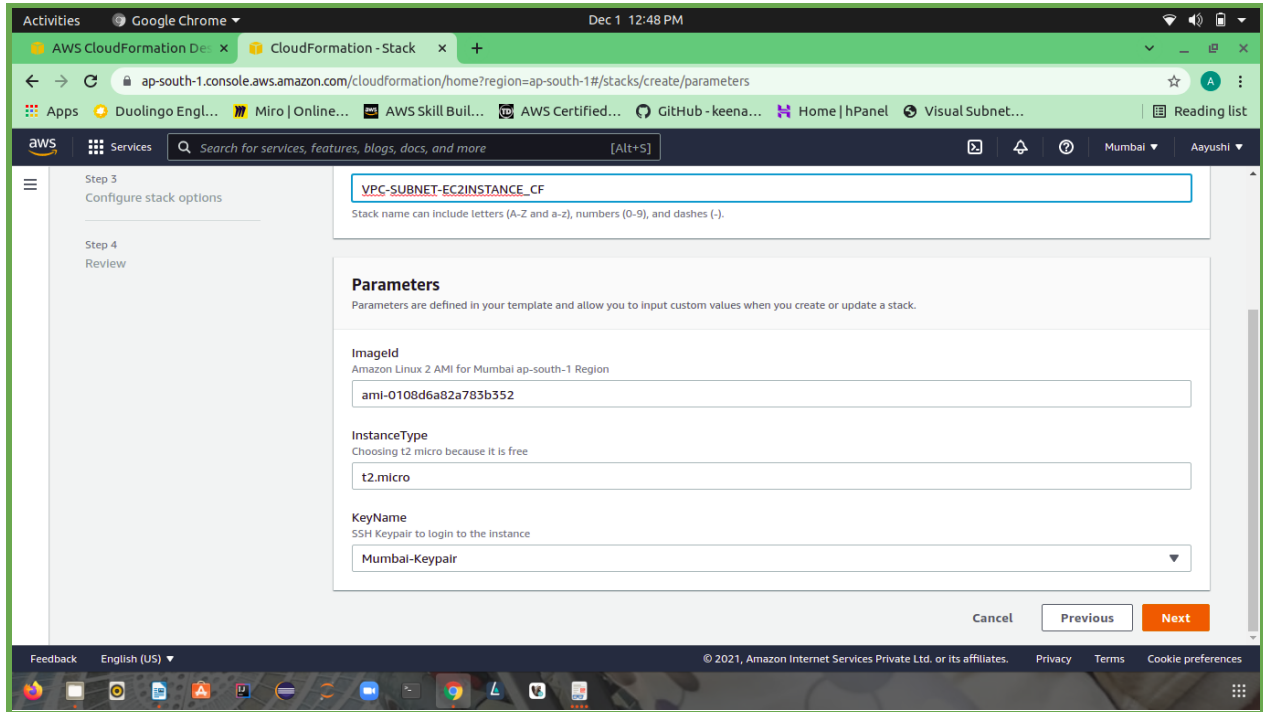 Activities
Google Chrome
Dec 1 12:48 PM
AWS CloudFormation Des
CloudFormation - Stack
ap-south-1.console.aws.amazon.com/cloudformation/home?region=ap-south-1#/stacks/create/parameters
A
Apps
Duolingo Engl...
Miro | Online...
AWS Skill Buil...
AWS Certified...
GitHub - keena...
Home | hPanel
Visual Subnet...
Reading list
aws
Services
Search for services, features, blogs, docs, and more
[Alt+S]
Mumbai
Aayushi
Step 3
Configure stack options
Step 4
Review
VPC-SUBNET-EC2INSTANCE_CF
Stack name can include letters (A-Z and a-z), numbers (0-9), and dashes (-).
Parameters
Parameters are defined in your template and allow you to input custom values when you create or update a stack.
ImageId
Amazon Linux 2 AMI for Mumbai ap-south-1 Region
ami-0108d6a82a783b352
InstanceType
Choosing t2 micro because it is free
t2.micro
KeyName
SSH Keypair to login to the instance
Mumbai-Keypair
Cancel
Previous
Next
Feedback
English (US)
© 2021, Amazon Internet Services Private Ltd. or its affiliates.
Privacy
Terms
Cookie preferences